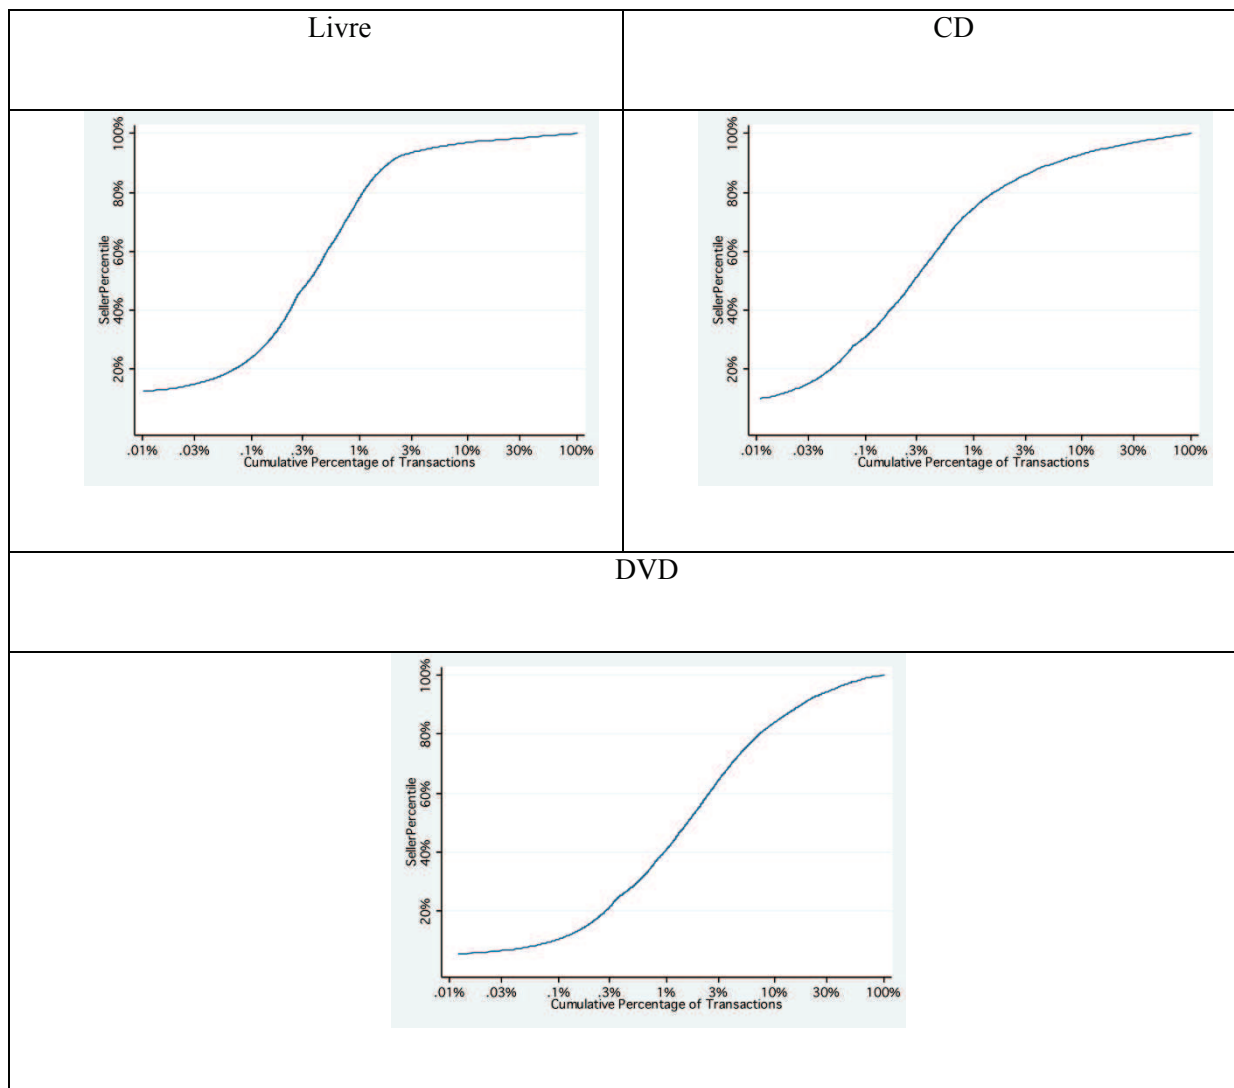 Livre
CD
SellerPercentile
100%
80%
60%
40%
20%
.01% .03% .1% .3% 1% 3% 10% 30% 100%
Cumulative Percentage of Transactions
SellerPercentile
100%
80%
60%
40%
20%
.01% .03% .1% .3% 1% 3% 10% 30% 100%
Cumulative Percentage of Transactions
DVD
SellerPercentile
100%
80%
60%
40%
20%
.01% .03% .1% .3% 1% 3% 10% 30% 100%
Cumulative Percentage of Transactions